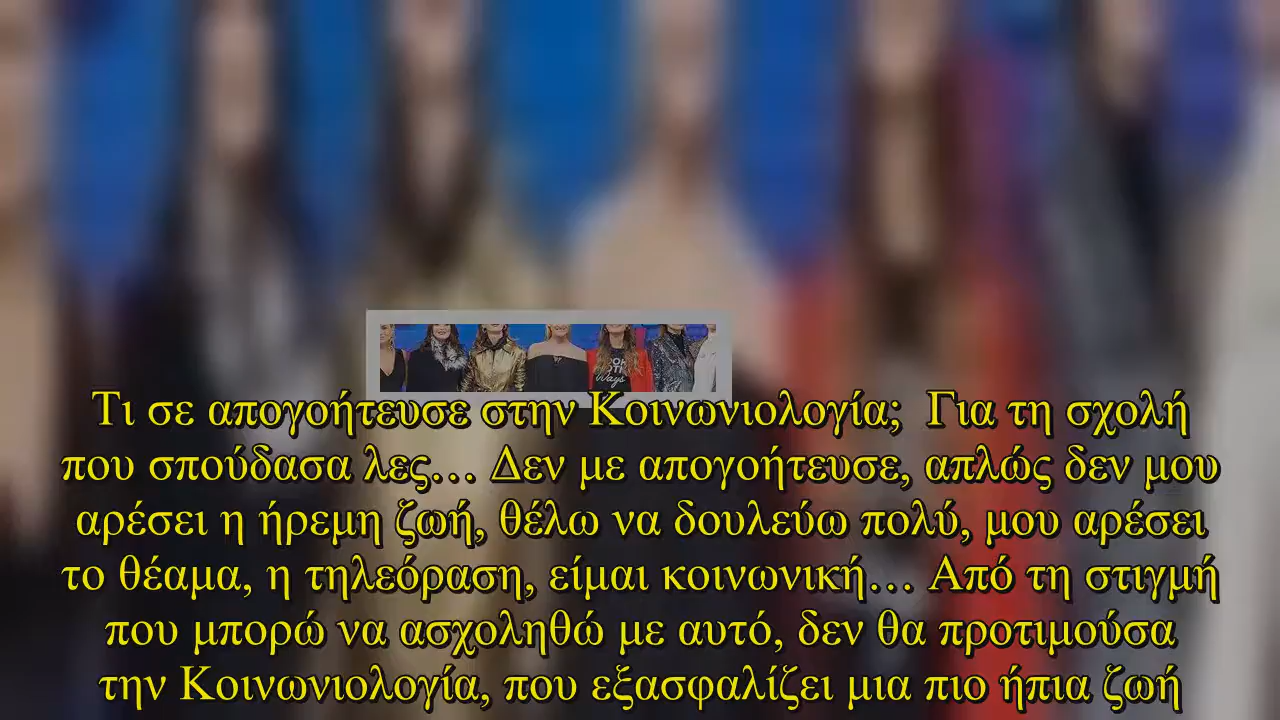 Ways
Τι σε απογοήτευσε στην Κοινωνιολογία;  Για τη σχολή
που σπούδασα λες… Δεν με απογοήτευσε, απλώς δεν μου
αρέσει η ήρεμη ζωή, θέλω να δουλεύω πολύ, μου αρέσει
το θέαμα, η τηλεόραση, είμαι κοινωνική… Από τη στιγμή
που μπορώ να ασχοληθώ με αυτό, δεν θα προτιμούσα
την Κοινωνιολογία, που εξασφαλίζει μια πιο ήπια ζωή